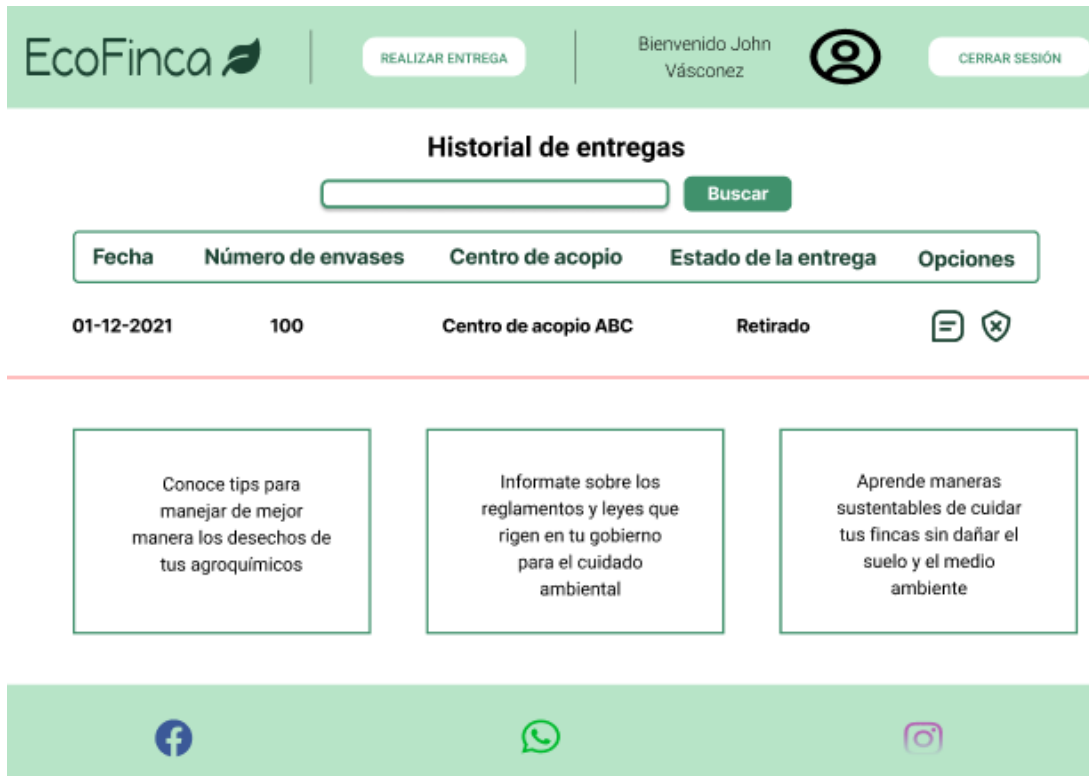 EcoFinca
REALIZAR ENTREGA
Bienvenido John
Vásconez
CERRAR SESIÓN
Historial de entregas
Buscar
Fecha Número de envases Centro de acopio Estado de la entrega Opciones
01-12-2021 100 Centro de acopio ABC Retirado
Conoce tips para
manejar de mejor
manera los desechos de
tus agroquímicos
Informate sobre los
reglamentos y leyes que
rigen en tu gobierno
para el cuidado
ambiental
Aprende maneras
sustentables de cuidar
tus fincas sin dañar el
suelo y el medio
ambiente